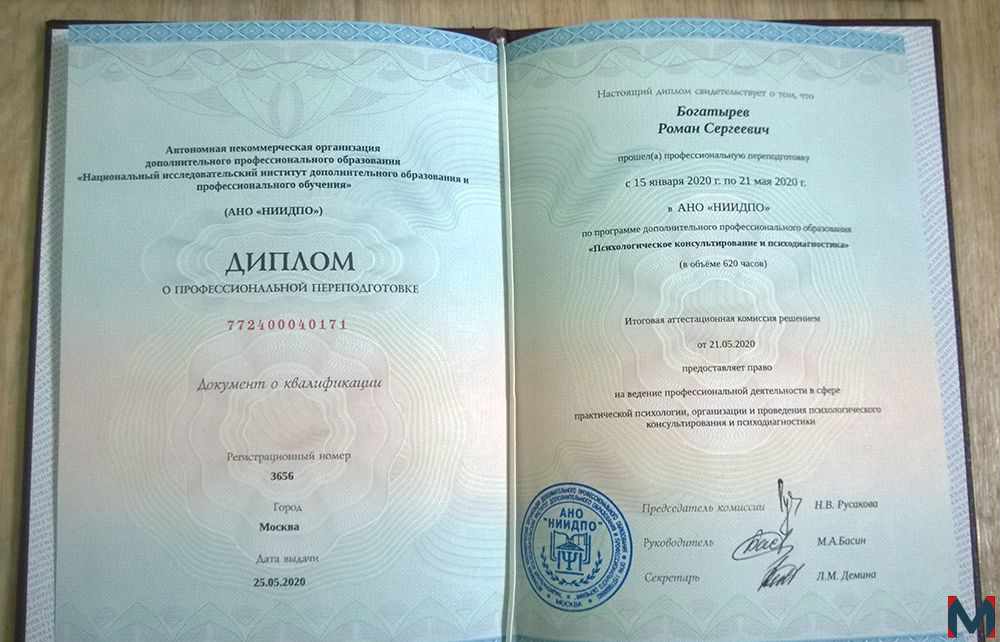 Автономная некоммерческая организация
дополнительного профессионального образования
«Национальный исследовательский институт дополнительного образования и
профессионального обучения»
(АНО «НИИДПО»)
ДИПЛОМ
О ПРОФЕССИОНАЛЬНОЙ ПЕРЕПОДГОТОВКЕ
772400040171
Документ о квалификации
Регистрационный номер
3656
Город
Москва
Дата выдачи
25.05.2020
Настоящий диплом свидетельствует о том, что
Богатырев
Роман Сергеевич
прошел(а) профессиональную переподготовку
с 15 января 2020 г. по 21 мая 2020 г.
в АНО «НИИДПО»
по программе дополнительного профессионального образования
«Психологическое консультирование и психодиагностика»
(в объёме 620 часов)
Итоговая аттестационная комиссия решением
от 21.05.2020
предоставляет право
на ведение профессиональной деятельности в сфере
практической психологии, организации и проведения психологического
консультирования и психодиагностики
Председатель комиссии Н.В. Русакова
Руководитель М.А.Басин
Секретарь Л.М. Демина
АНО
"НИИДПО"
МОСКВА
M